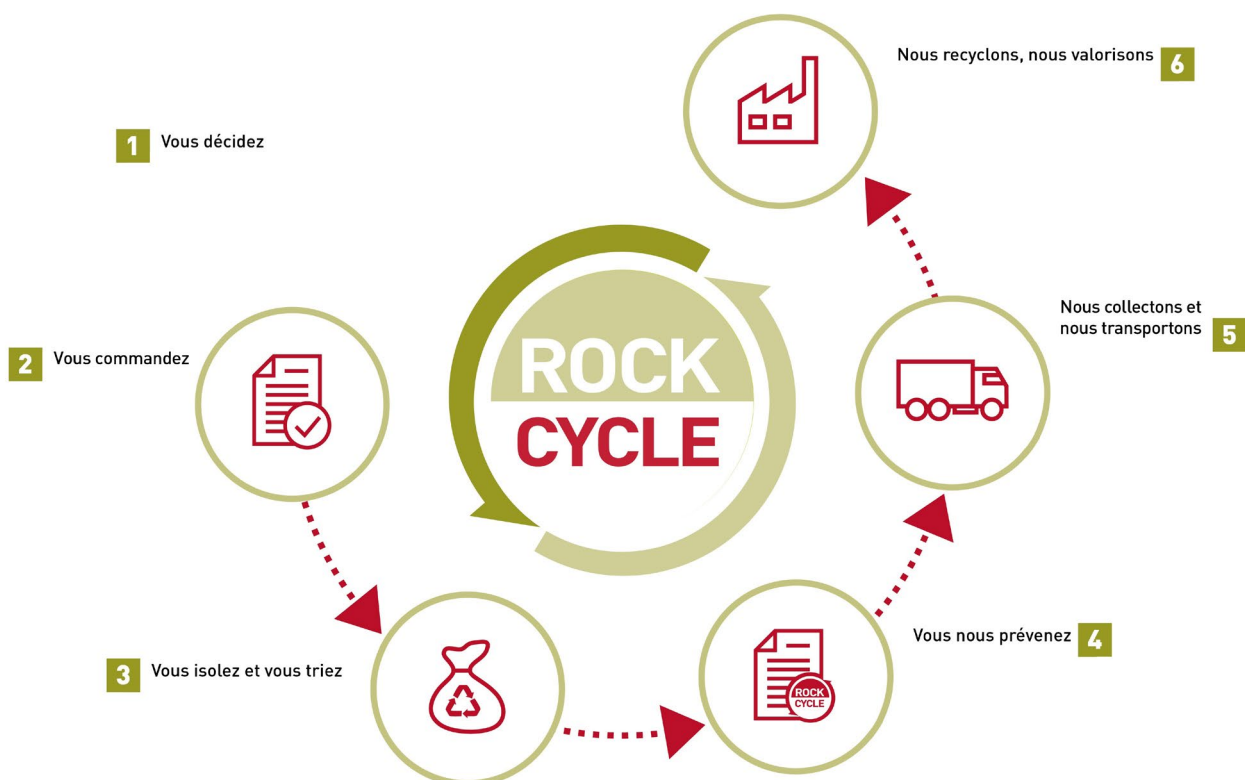 1 Vous décidez
2 Vous commandez
3 Vous isolez et vous triez
4 Vous nous prévenez
ROCK
CYCLE
5 Nous collectons et
nous transportons
6 Nous recyclons, nous valorisons
ROCK
CYCLE